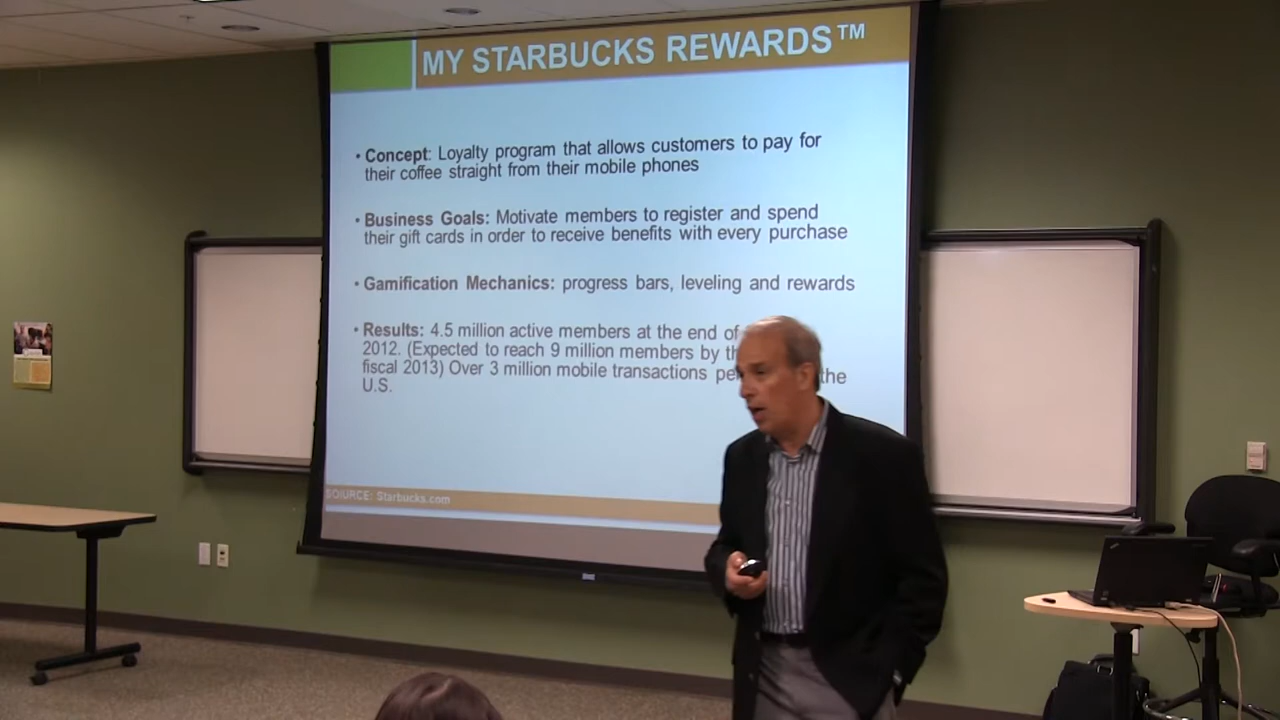 MY STARBUCKS REWARDS™
• Concept: Loyalty program that allows customers to pay for
their coffee straight from their mobile phones
• Business Goals: Motivate members to register and spend
their gift cards in order to receive benefits with every purchase
• Gamification Mechanics: progress bars, leveling and rewards
• Results: 4.5 million active members at the end of
2012. (Expected to reach 9 million members by
fiscal 2013) Over 3 million mobile transactions the
U.S.
SOIURCE: Starbucks.com